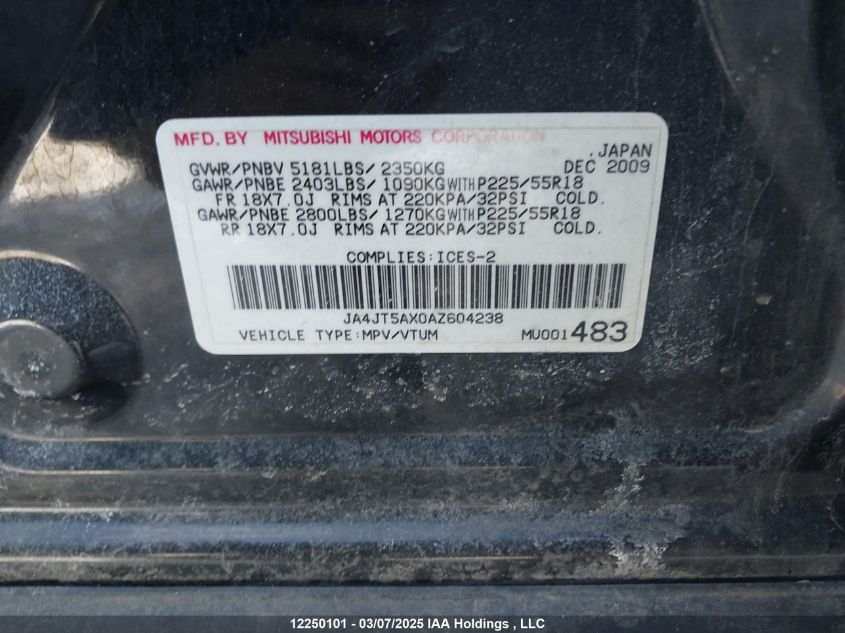 MFD. BY MITSUBISHI MOTORS CORPORATION
.JAPAN
GVWR/PNBV 5181LBS/ 2350KG DEC 2009
GAWR/PNBE 2403LBS/ 1090KG WITH P225/55R18
FR 18X7.0J RIMS AT 220KPA/32PSI COLD.
GAWR/PNBE 2800LBS/ 1270KG WITH P225/55R18
RR 18X7.0J RIMS AT 220KPA/32PSI COLD.
COMPLIES:ICES-2
JA4JT5AX0AZ604238
VEHICLE TYPE:MPV/VTUM MU001 483
12250101 - 03/07/2025 IAA Holdings , LLC